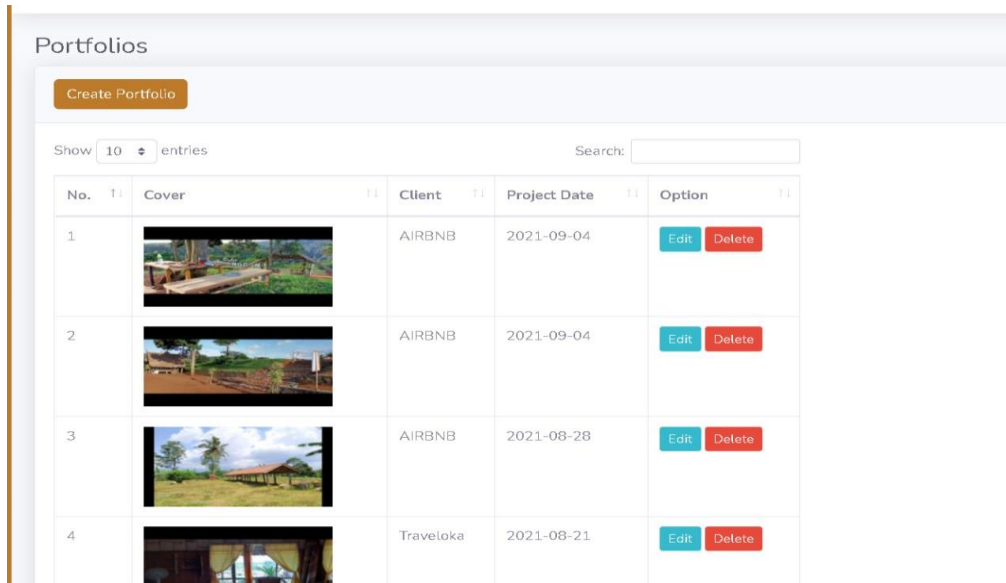 Portfolios
Create Portfolio
Show 10 entries
Search:
No. Cover Client Project Date Option
1 AIRBNB 2021-09-04 Edit Delete
2 AIRBNB 2021-09-04 Edit Delete
3 AIRBNB 2021-08-28 Edit Delete
4 Traveloka 2021-08-21 Edit Delete